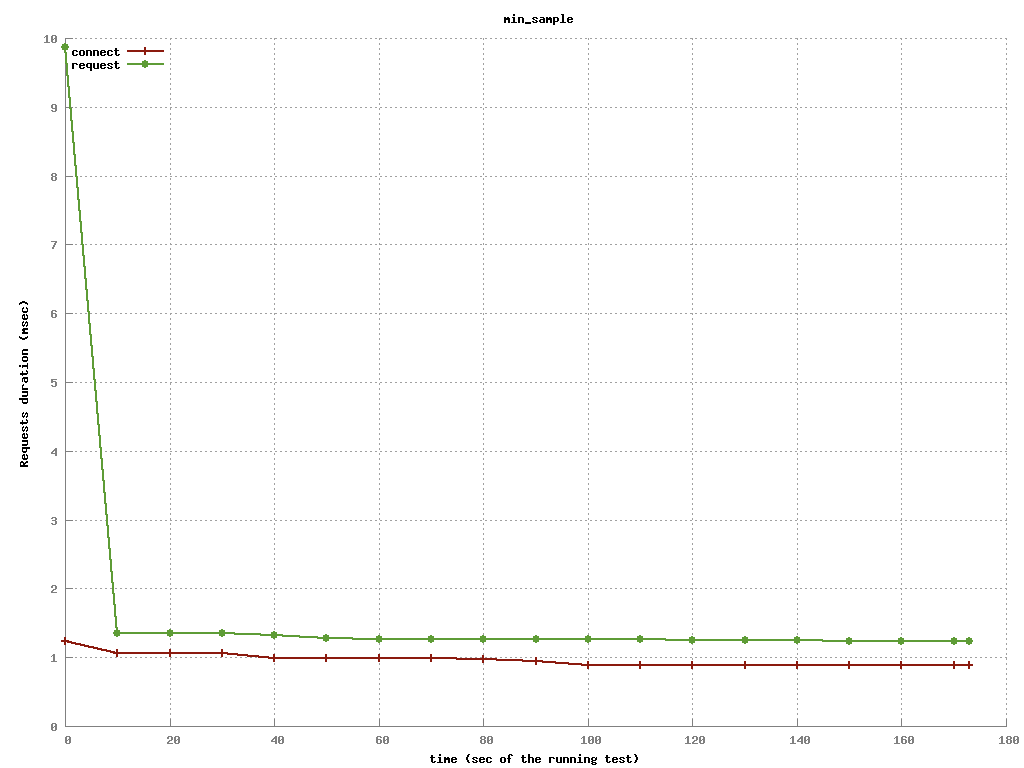 min_sample
connect
request
10
9
8
7
6
5
4
3
2
1
0
Requests duration (msec)
0 20 40 60 80 100 120 140 160 180
time (sec of the running test)